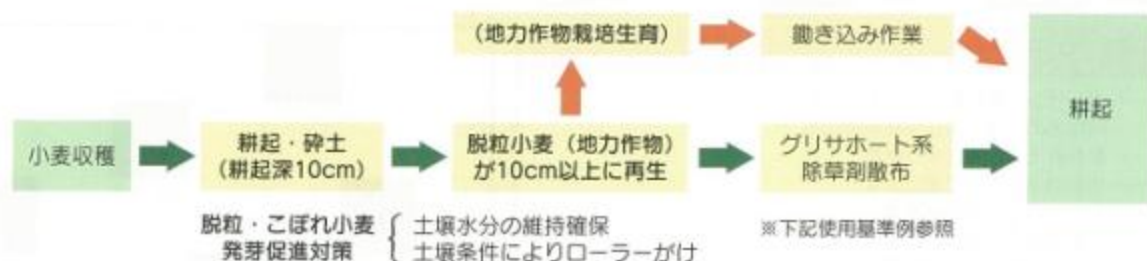 (地力作物栽培生育)
鋤き込み作業
耕起
小麦収穫
耕起・砕土
(耕起深10cm)
脱粒小麦(地力作物)
が10cm以上に再生
グリサホート系
除草剤散布
脱粒・こぼれ小麦
発芽促進対策
土壌水分の維持確保
土壌条件によりローラーがけ
※下記使用基準例参照